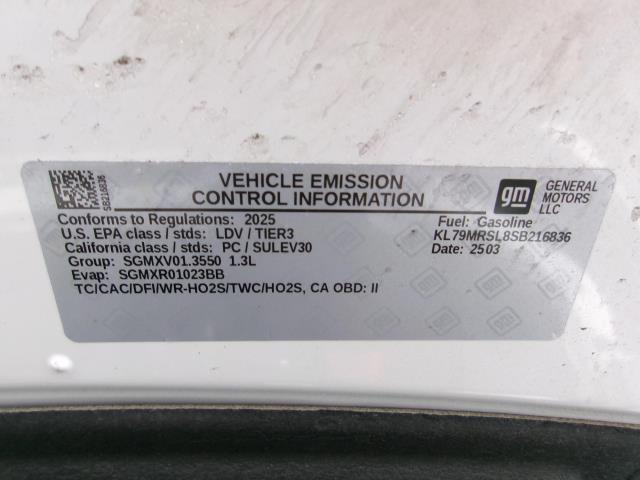 SB216836
VEHICLE EMISSION
CONTROL INFORMATION
gm
GENERAL
MOTORS
LLC
Conforms to Regulations: 2025
U.S. EPA class / stds: LDV / TIER3
California class / stds: PC / SULEV30
Group: SGMXV01.3550 1.3L
Evap: SGMXR01023BB
TC/CAC/DFI/WR-HO2S/TWC/HO2S, CA OBD: II
Fuel: Gasoline
KL79MRSL8SB216836
Date: 2503